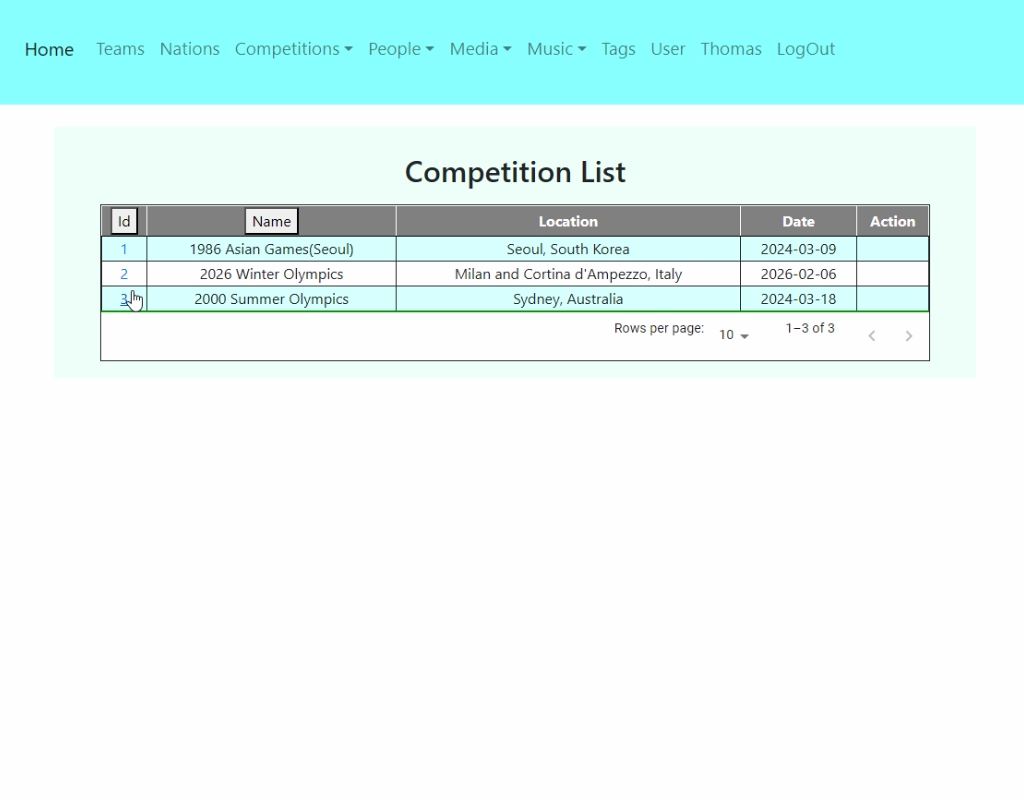 Home Teams Nations Competitions People Media Music Tags User Thomas LogOut
Competition List
Id Name Location Date Action
1 1986 Asian Games(Seoul) Seoul, South Korea 2024-03-09
2 2026 Winter Olympics Milan and Cortina d'Ampezzo, Italy 2026-02-06
3 2000 Summer Olympics Sydney, Australia 2024-03-18
Rows per page: 10 1–3 of 3